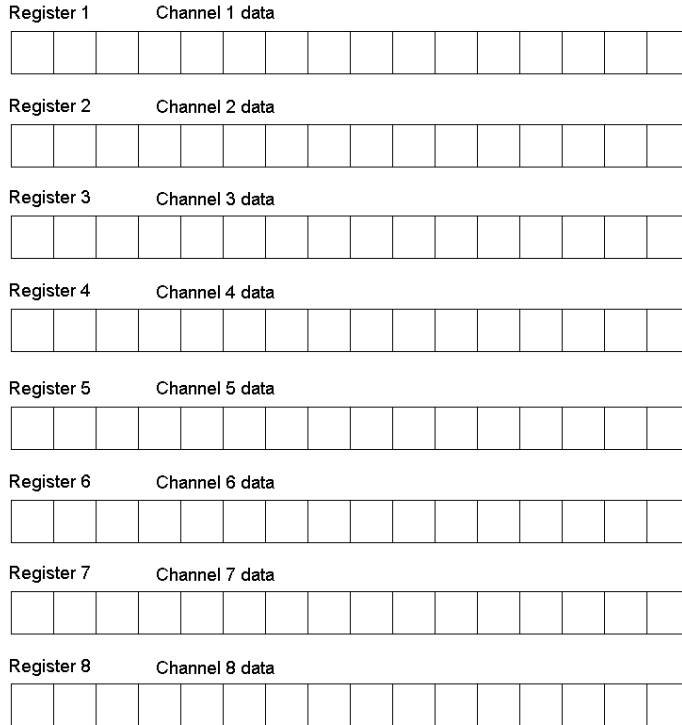 Register 1 Channel 1 data
Register 2 Channel 2 data
Register 3 Channel 3 data
Register 4 Channel 4 data
Register 5 Channel 5 data
Register 6 Channel 6 data
Register 7 Channel 7 data
Register 8 Channel 8 data